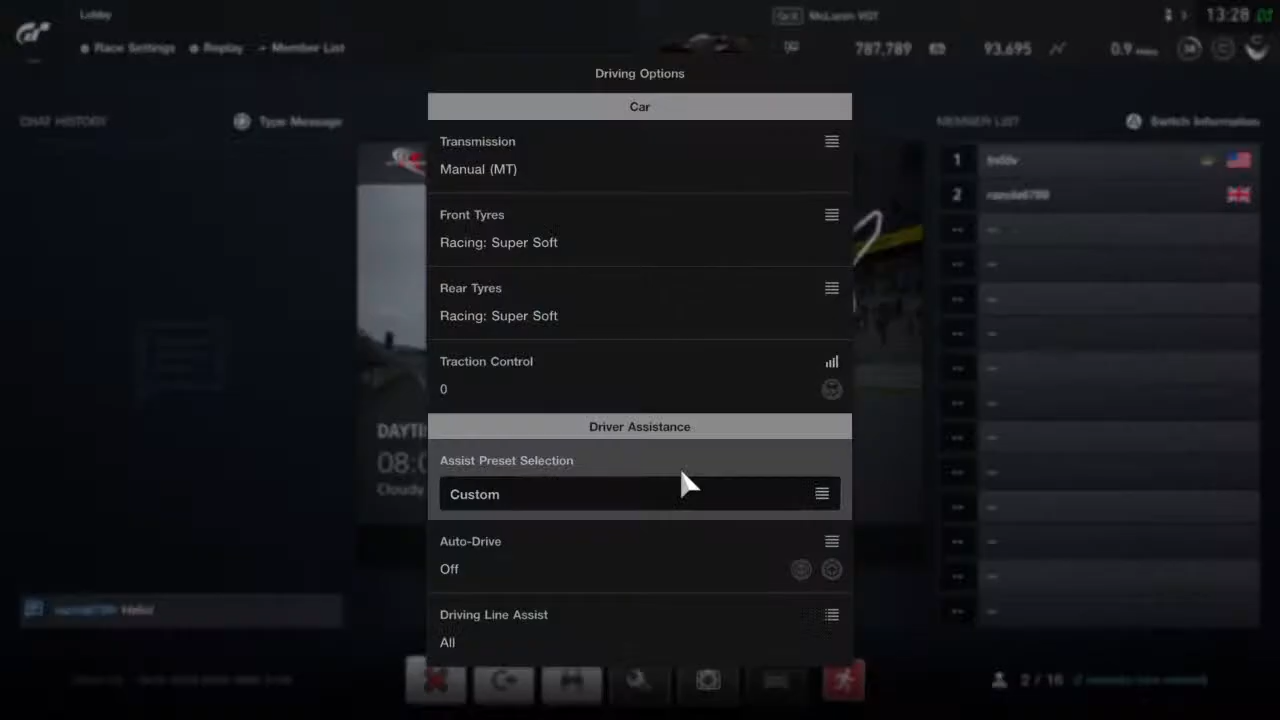 Lobby
McLaren VGT
13:28
Race Settings
Replay
Member List
787,789
93,695
0.9
Driving Options
Car
CHAT HISTORY
Type Message
MEMBER LIST
Switch Information
Transmission
Manual (MT)
1
2
Front Tyres
Racing: Super Soft
Rear Tyres
Racing: Super Soft
Traction Control
0
Driver Assistance
DAYTI
08:0
Cloudy
Assist Preset Selection
Custom
Auto-Drive
Off
Hello!
Driving Line Assist
All
2 / 16